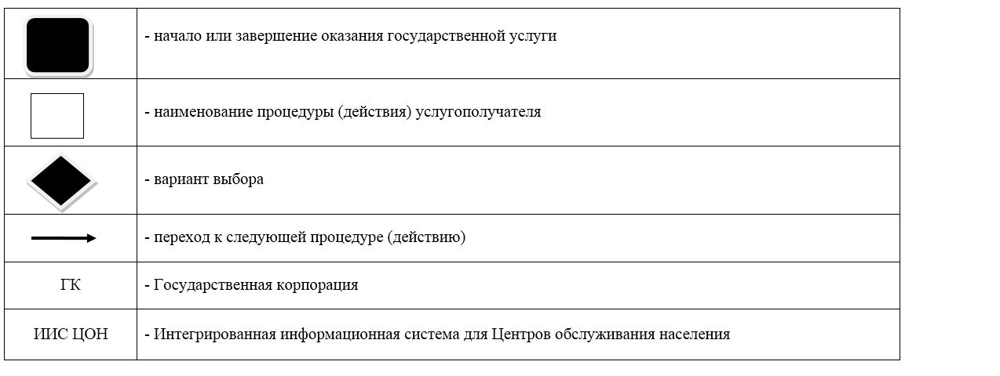 - начало или завершение оказания государственной услуги
- наименование процедуры (действия) услугополучателя
- вариант выбора
- переход к следующей процедуре (действию)
ГК - Государственная корпорация
ИИС ЦОН - Интегрированная информационная система для Центров обслуживания населения